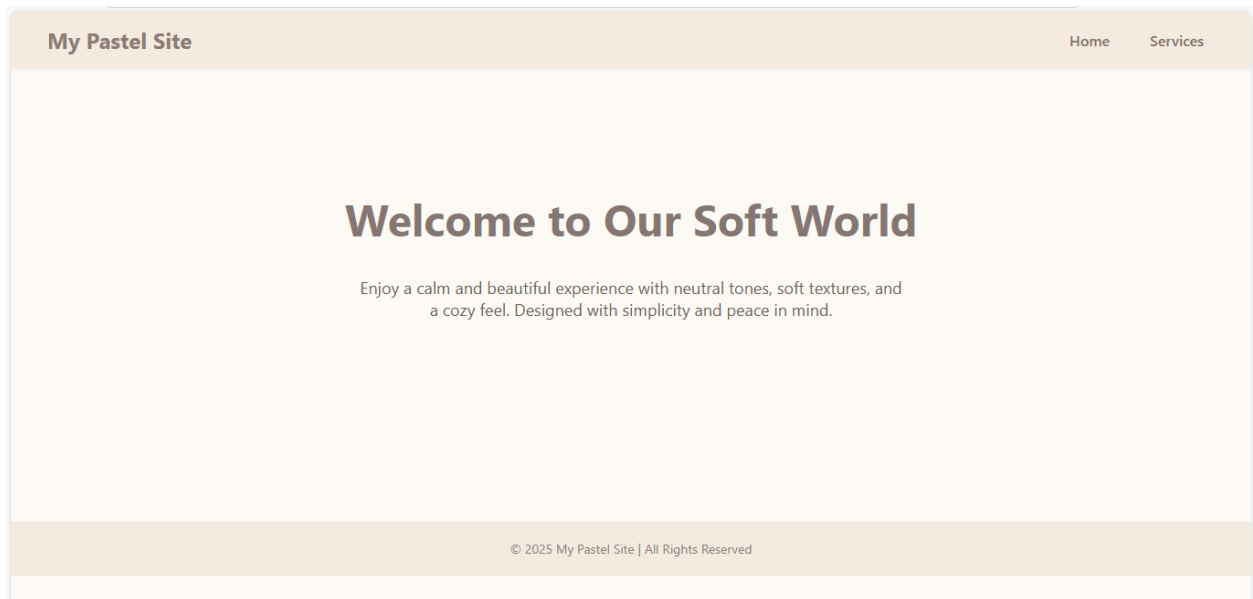 My Pastel Site
Home
Services
Welcome to Our Soft World
Enjoy a calm and beautiful experience with neutral tones, soft textures, and
a cozy feel. Designed with simplicity and peace in mind.
© 2025 My Pastel Site | All Rights Reserved